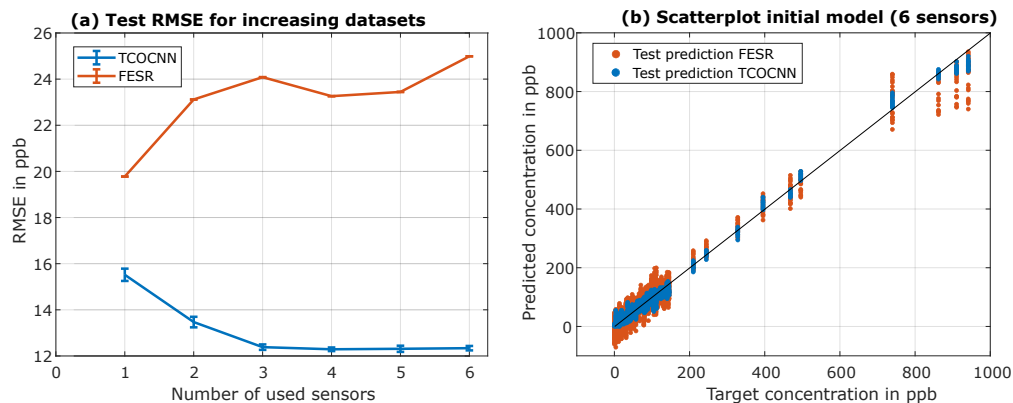 (a) Test RMSE for increasing datasets
26
24
22
20
18
16
14
12
0
1
2
3
4
5
6
RMSE in ppb
Number of used sensors
TCOCNN
FESR
(b) Scatterplot initial model (6 sensors)
1000
800
600
400
200
0
0
200
400
600
800
1000
Predicted concentration in ppb
Target concentration in ppb
Test prediction FESR
Test prediction TCOCNN